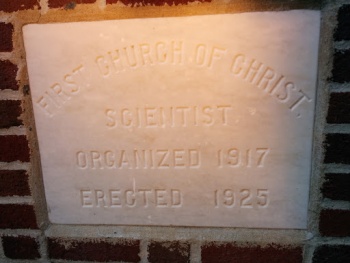 FIRST CHURCH OF CHRIST,
SCIENTIST.
ORGANIZED 1917
ERECTED 1925